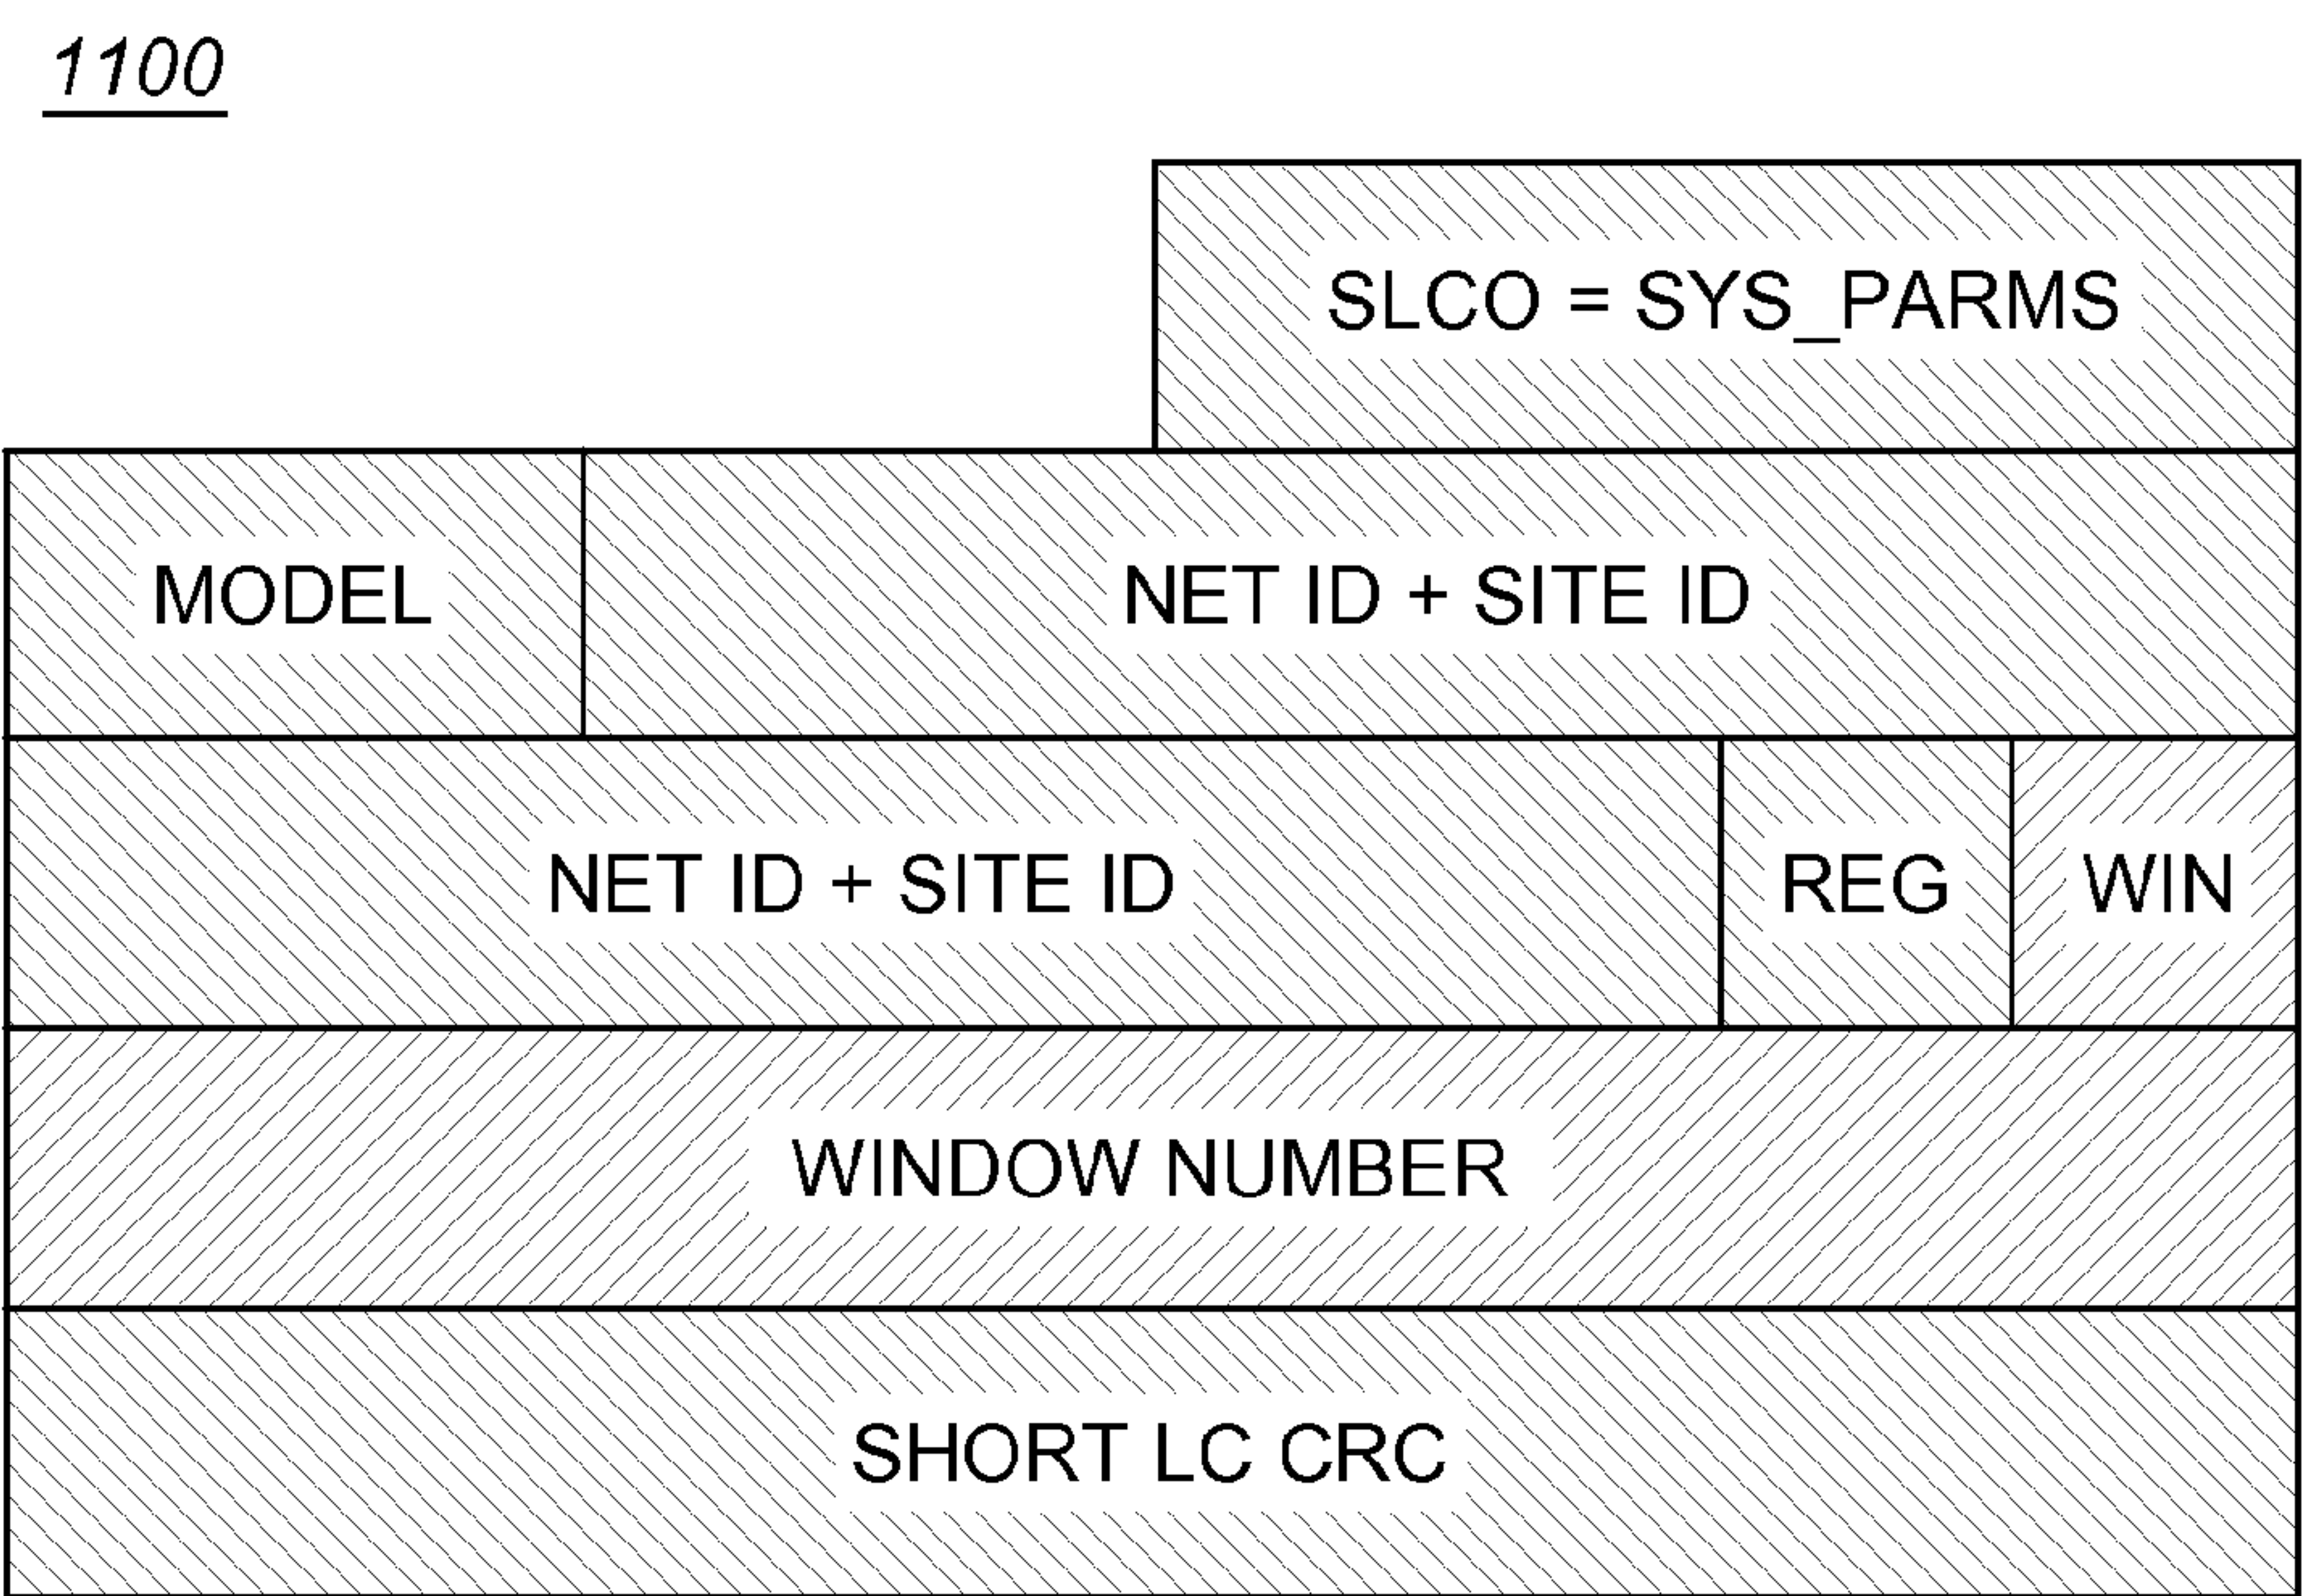 1100
SLCO = SYS_PARMS
MODEL NET ID + SITE ID
NET ID + SITE ID REG WIN
WINDOW NUMBER
SHORT LC CRC